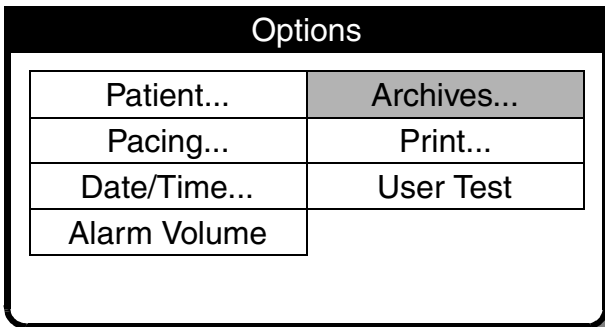 Options
Patient... Archives...
Pacing... Print...
Date/Time... User Test
Alarm Volume